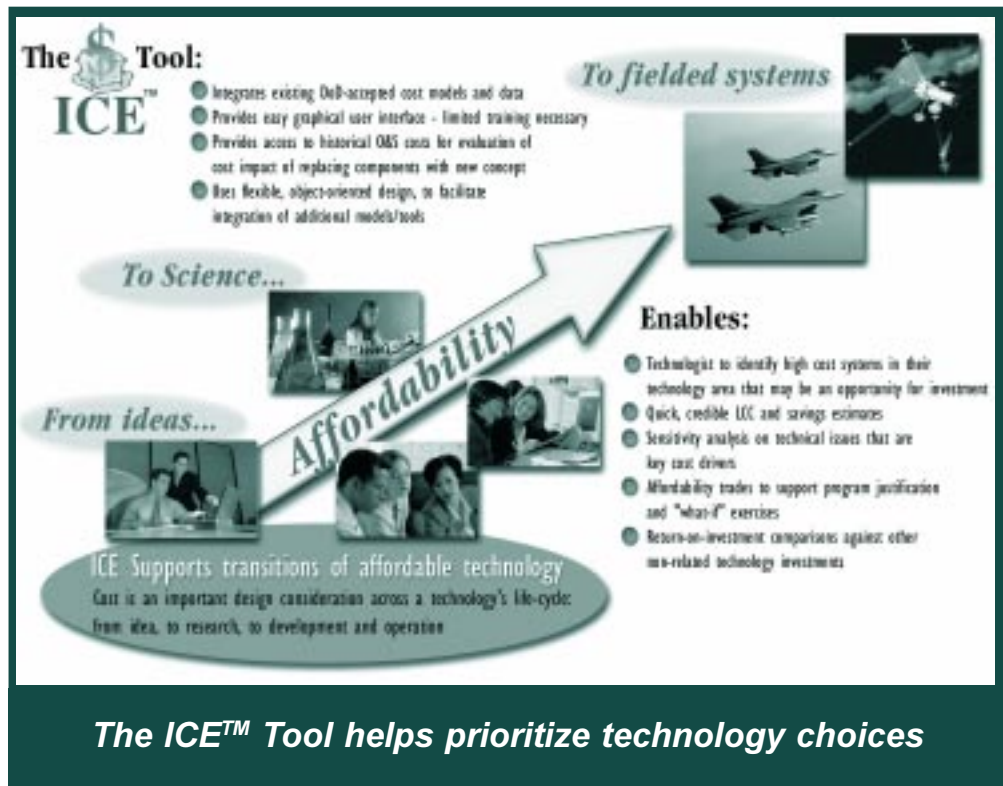 The $ Tool:
ICE™
Integrates existing DoD-accepted cost models and data
Provides easy graphical user interface - limited training necessary
Provides access to historical O&S costs for evaluation of
cost impact of replacing components with new concept
Uses flexible, object-oriented design, to facilitate
integration of additional models/tools
To fielded systems
To Science...
From ideas...
Affordability
Enables:
Technologist to identify high cost systems in their
technology area that may be an opportunity for investment
Quick, credible LCC and savings estimates
Sensitivity analysis on technical issues that are
key cost drivers
Affordability trades to support program justification
and "what-if" exercises
Return-on-investment comparisons against other
non-related technology investments
ICE Supports transitions of affordable technology
Cost is an important design consideration across a technology's life-cycle:
from idea, to research, to development and operation
The ICE™ Tool helps prioritize technology choices